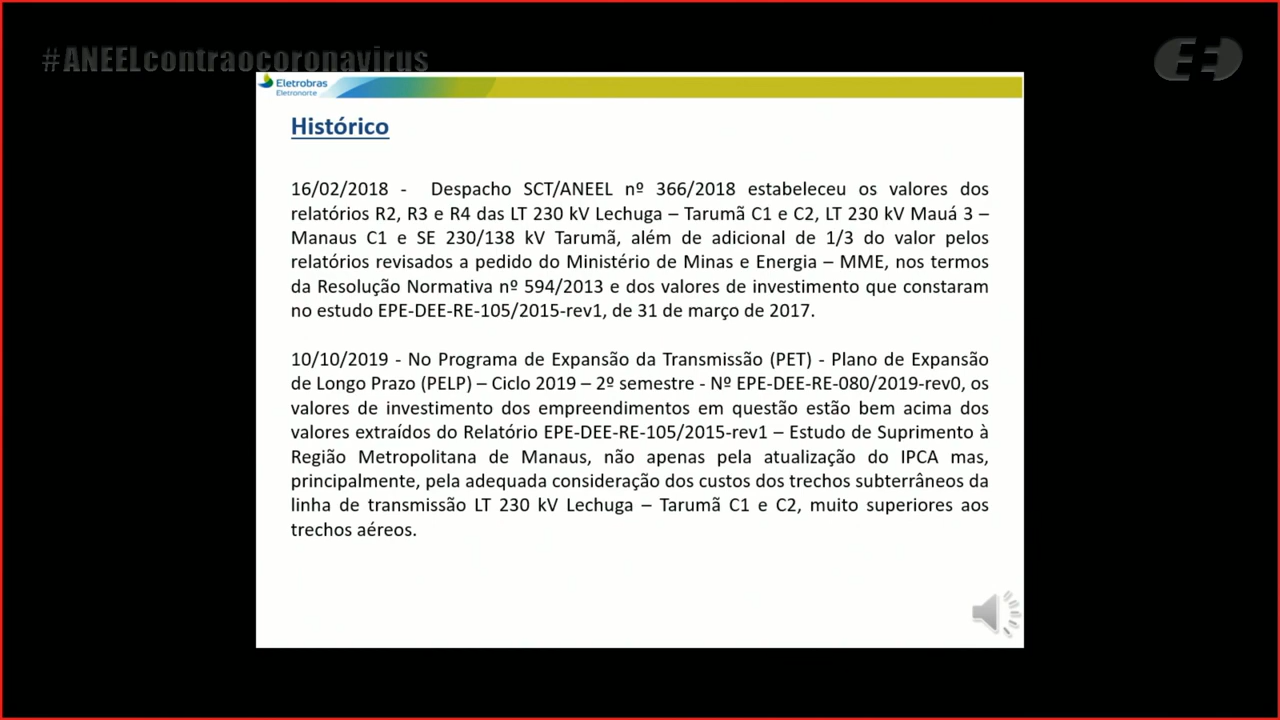 #ANEELcontraocoronavirus
Eletrobras
Eletronorte
Histórico
16/02/2018 - Despacho SCT/ANEEL nº 366/2018 estabeleceu os valores dos
relatórios R2, R3 e R4 das LT 230 kV Lechuga – Tarumã C1 e C2, LT 230 kV Mauá 3 –
Manaus C1 e SE 230/138 kV Tarumã, além de adicional de 1/3 do valor pelos
relatórios revisados a pedido do Ministério de Minas e Energia – MME, nos termos
da Resolução Normativa nº 594/2013 e dos valores de investimento que constaram
no estudo EPE-DEE-RE-105/2015-rev1, de 31 de março de 2017.
10/10/2019 - No Programa de Expansão da Transmissão (PET) - Plano de Expansão
de Longo Prazo (PELP) – Ciclo 2019 – 2º semestre - Nº EPE-DEE-RE-080/2019-rev0, os
valores de investimento dos empreendimentos em questão estão bem acima dos
valores extraídos do Relatório EPE-DEE-RE-105/2015-rev1 – Estudo de Suprimento à
Região Metropolitana de Manaus, não apenas pela atualização do IPCA mas,
principalmente, pela adequada consideração dos custos dos trechos subterrâneos da
linha de transmissão LT 230 kV Lechuga – Tarumã C1 e C2, muito superiores aos
trechos aéreos.